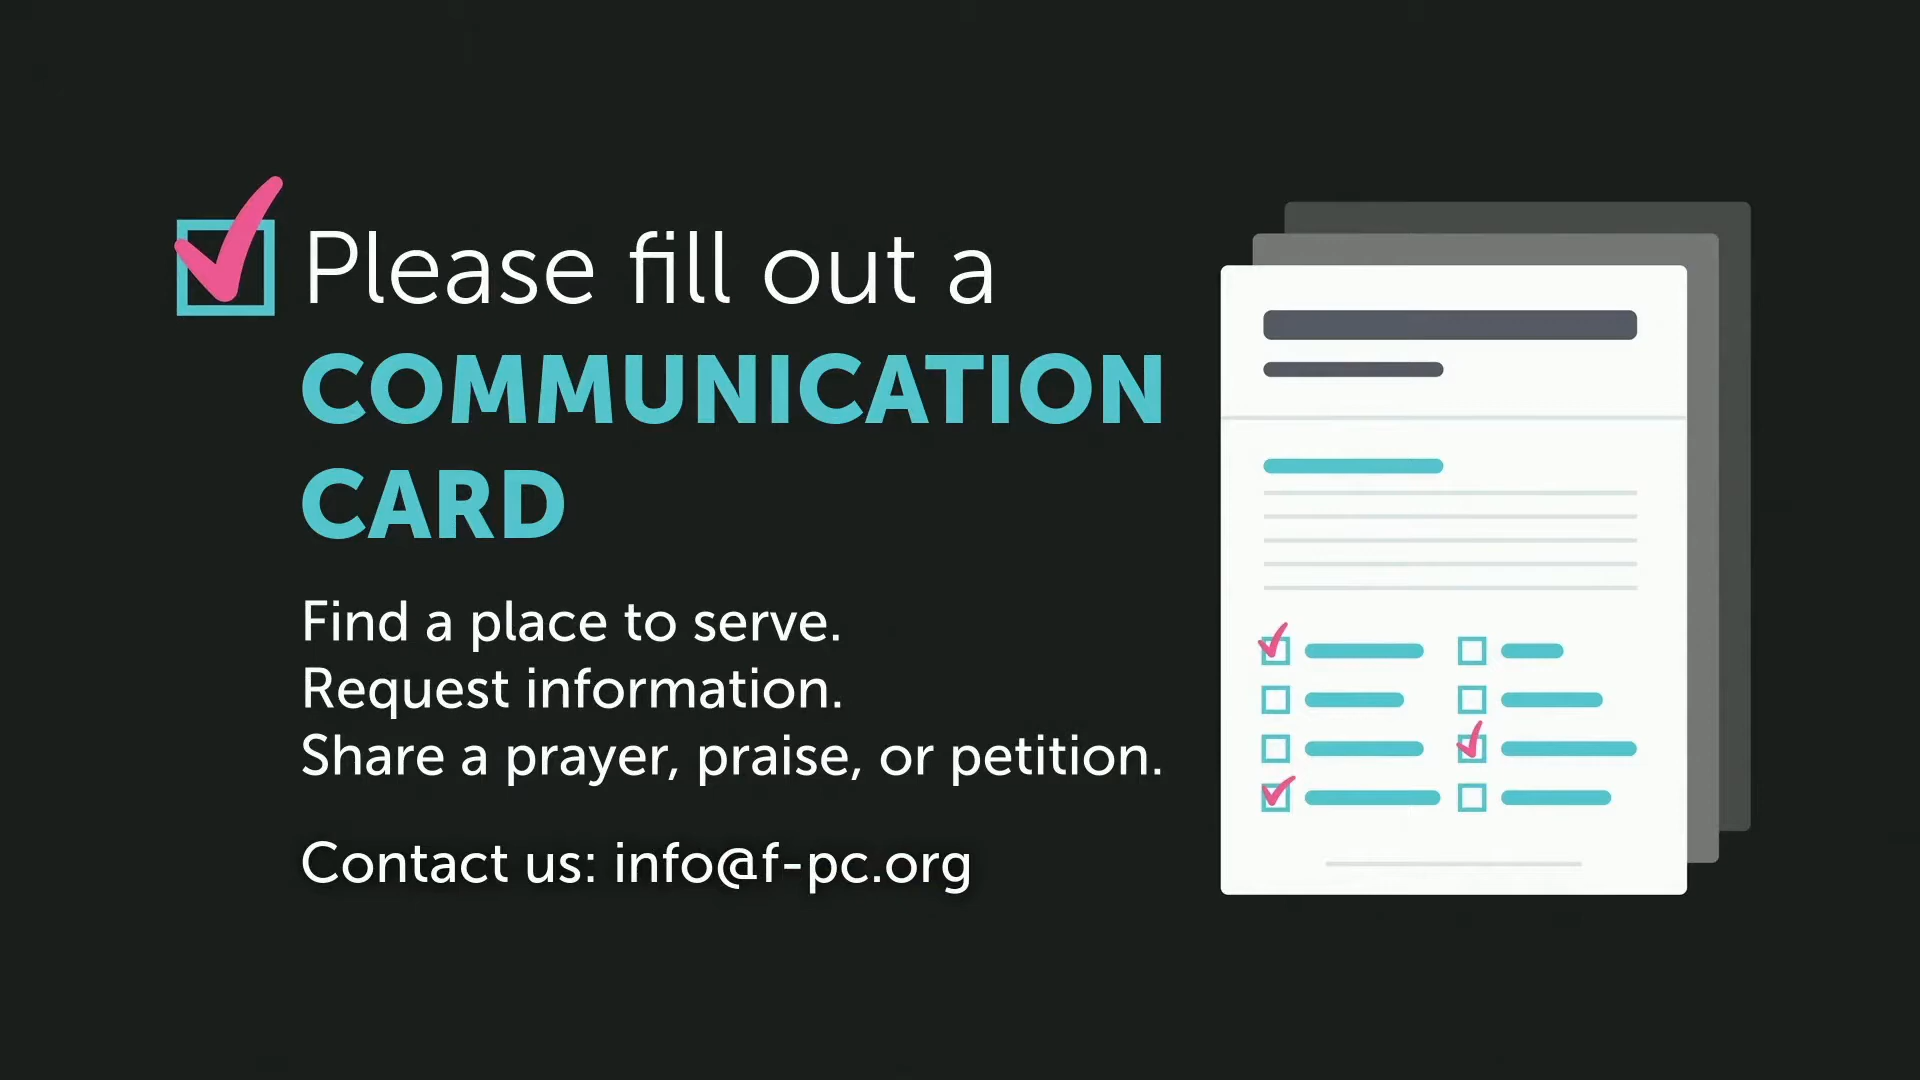 Please fill out a
COMMUNICATION
CARD
Find a place to serve.
Request information.
Share a prayer, praise, or petition.
Contact us: info@f-pc.org